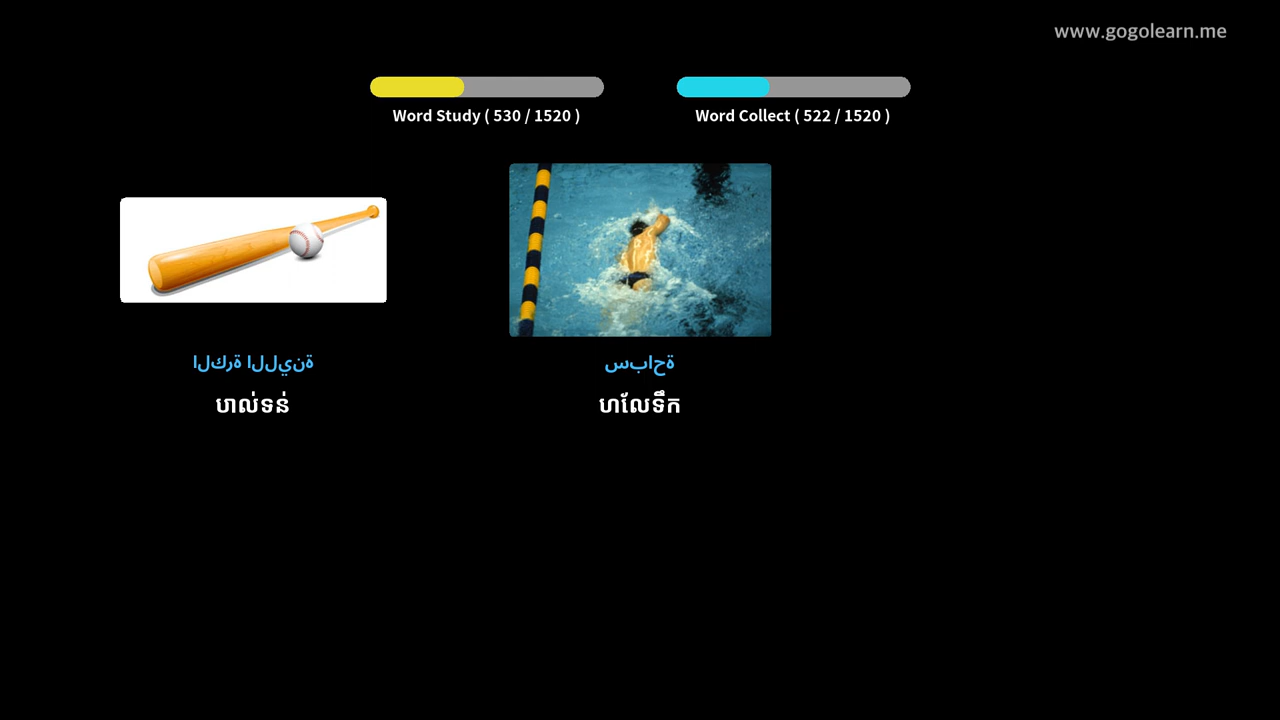 www.gogolearn.me
Word Study ( 530 / 1520 )
Word Collect ( 522 / 1520 )
الكرة اللينة
បាល់ទន់
سباحة
ហលែទឹក